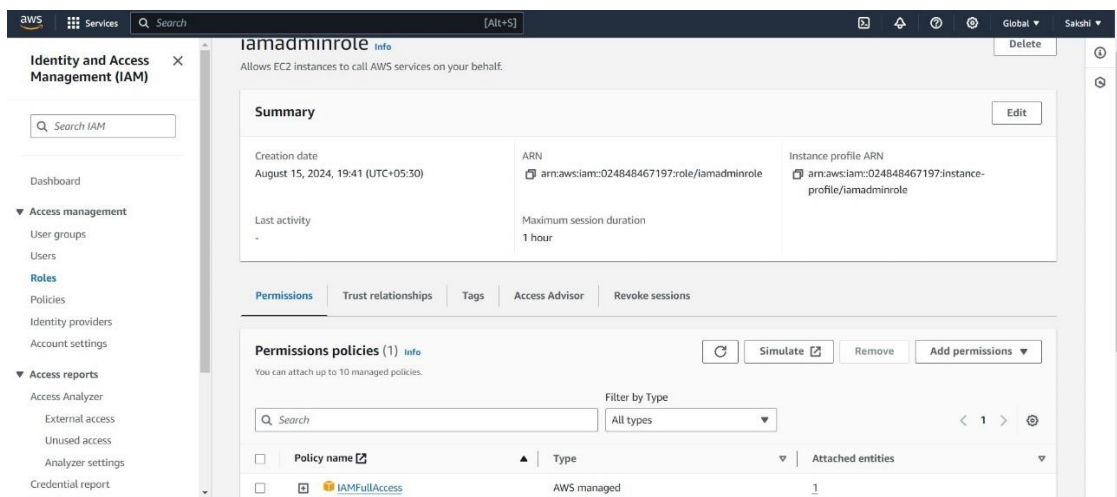 aws Services Search [Alt+S] Global Sakshi
Identity and Access Management (IAM)
Search IAM
Dashboard
Access management
User groups
Users
Roles
Policies
Identity providers
Account settings
Access reports
Access Analyzer
External access
Unused access
Analyzer settings
Credential report
iamadminrole Info Delete
Allows EC2 instances to call AWS services on your behalf.
Summary Edit
Creation date
August 15, 2024, 19:41 (UTC+05:30)
ARN
arn:aws:iam::024848467197:role/iamadminrole
Instance profile ARN
arn:aws:iam::024848467197:instance-
profile/iamadminrole
Last activity
-
Maximum session duration
1 hour
Permissions Trust relationships Tags Access Advisor Revoke sessions
Permissions policies (1) Info Simulate Remove Add permissions
You can attach up to 10 managed policies.
Filter by Type
Search All types 1
Policy name Type Attached entities
IAMFullAccess AWS managed 1